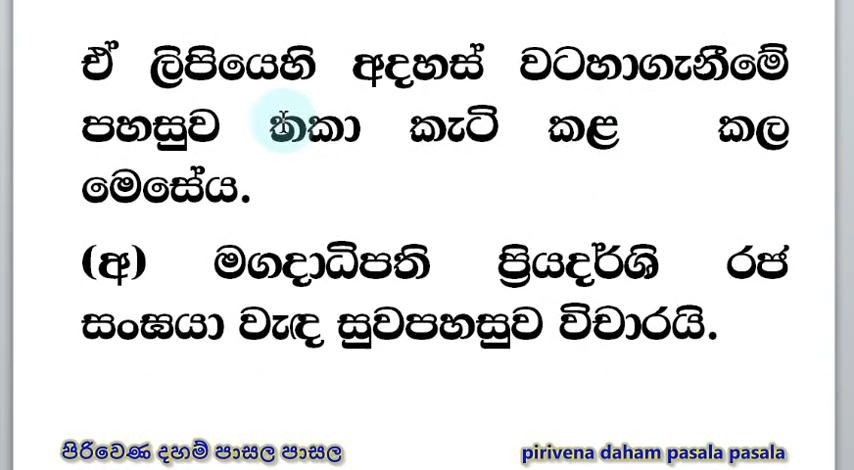 ඒ ලිපියෙහි අදහස් වටහාගැනීමේ
පහසුව තකා කැටි කළ කල
මෙසේය.
(අ) මගදාධිපති ප්‍රියදර්ශි රජ
සංඝයා වැඳ සුවපහසුව විචාරයි.
පිරිවෙණ දහම් පාසල පාසල
pirivena daham pasala pasala